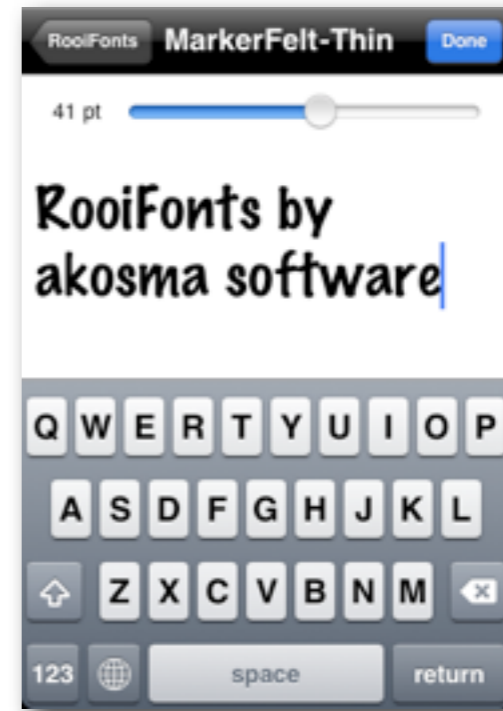 RooiFonts MarkerFelt-Thin Done
41 pt
RooiFonts by
akosma software
Q W E R T Y U I O P
A S D F G H J K L
Z X C V B N M
123 space return